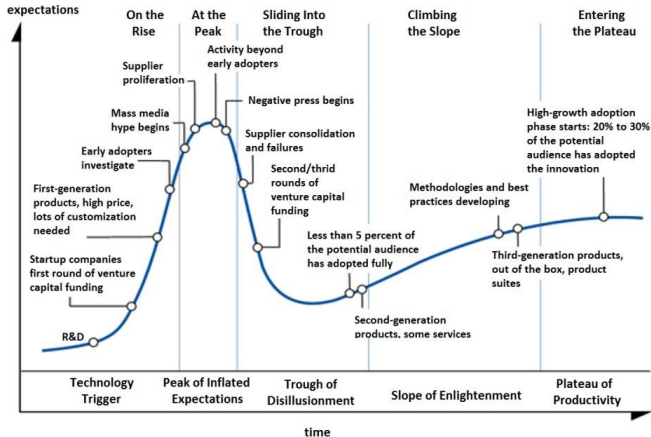 expectations
On the
Rise
At the
Peak
Sliding Into
the Trough
Climbing
the Slope
Entering
the Plateau
Activity beyond
early adopters
Supplier
proliferation
Negative press begins
Mass media
hype begins
Supplier consolidation
and failures
Early adopters
investigate
Second/thrid
rounds of
venture capital
funding
First-generation
products, high price,
lots of customization
needed
Less than 5 percent of
the potential audience
has adopted fully
Startup companies
first round of venture
capital funding
R&D
Second-generation
products, some services
Methodologies and best
practices developing
Third-generation products,
out of the box, product
suites
High-growth adoption
phase starts: 20% to 30%
of the potential
audience has adopted
the innovation
Technology
Trigger
Peak of Inflated
Expectations
Trough of
Disillusionment
Slope of Enlightenment
Plateau of
Productivity
time